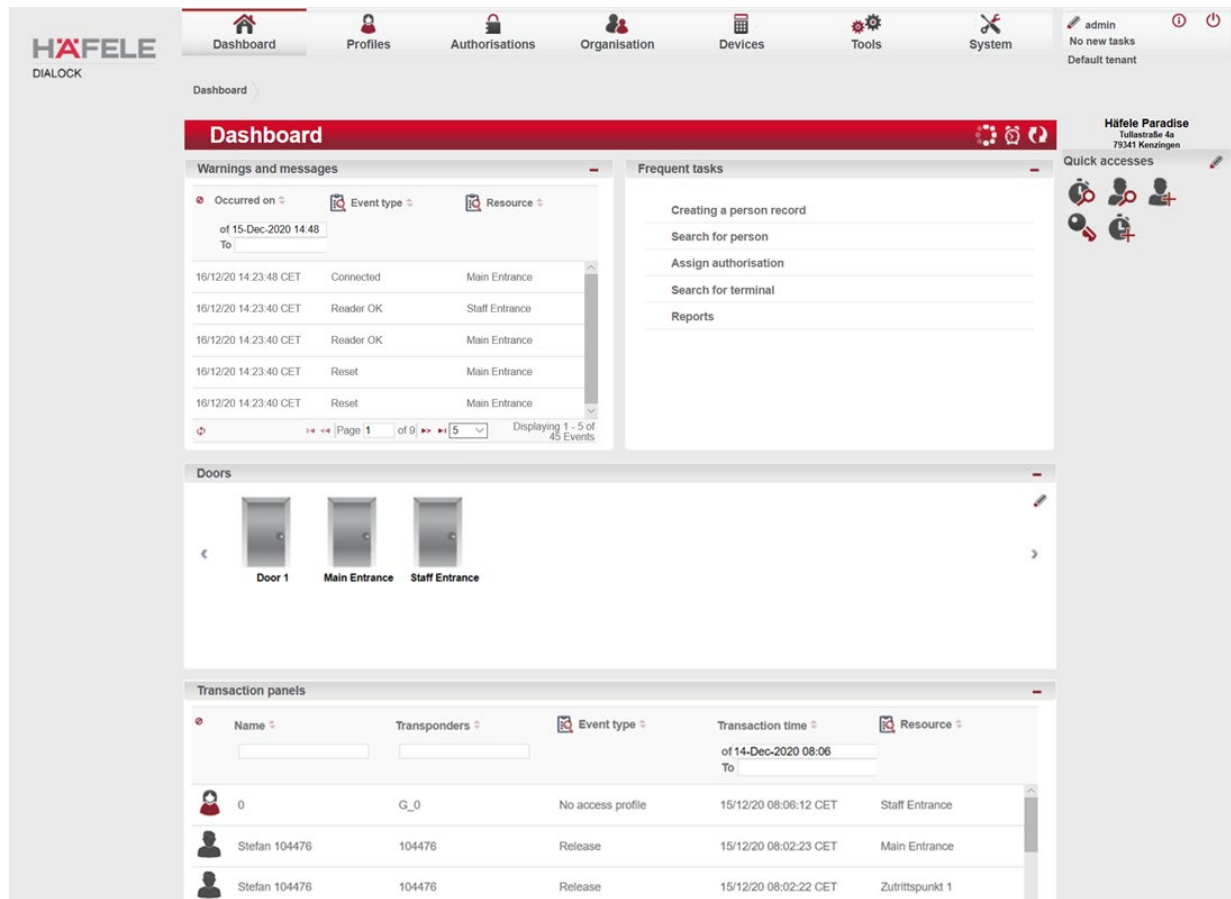 HÄFELE
DIALOCK
Dashboard
Profiles
Authorisations
Organisation
Devices
Tools
System
admin
No new tasks
Default tenant
Dashboard
Dashboard
Häfele Paradise
Tullastraße 4a
79341 Kenzingen
Quick accesses
Warnings and messages
Occurred on Event type Resource
of 15-Dec-2020 14:48
To
16/12/20 14:23:48 CET Connected Main Entrance
16/12/20 14:23:40 CET Reader OK Staff Entrance
16/12/20 14:23:40 CET Reader OK Main Entrance
16/12/20 14:23:40 CET Reset Main Entrance
16/12/20 14:23:40 CET Reset Main Entrance
Page 1 of 9 5 Displaying 1 - 5 of
45 Events
Frequent tasks
Creating a person record
Search for person
Assign authorisation
Search for terminal
Reports
Doors
Door 1 Main Entrance Staff Entrance
Transaction panels
Name Transponders Event type Transaction time Resource
of 14-Dec-2020 08:06
To
0 G_0 No access profile 15/12/20 08:06:12 CET Staff Entrance
Stefan 104476 104476 Release 15/12/20 08:02:23 CET Main Entrance
Stefan 104476 104476 Release 15/12/20 08:02:22 CET Zutrittspunkt 1